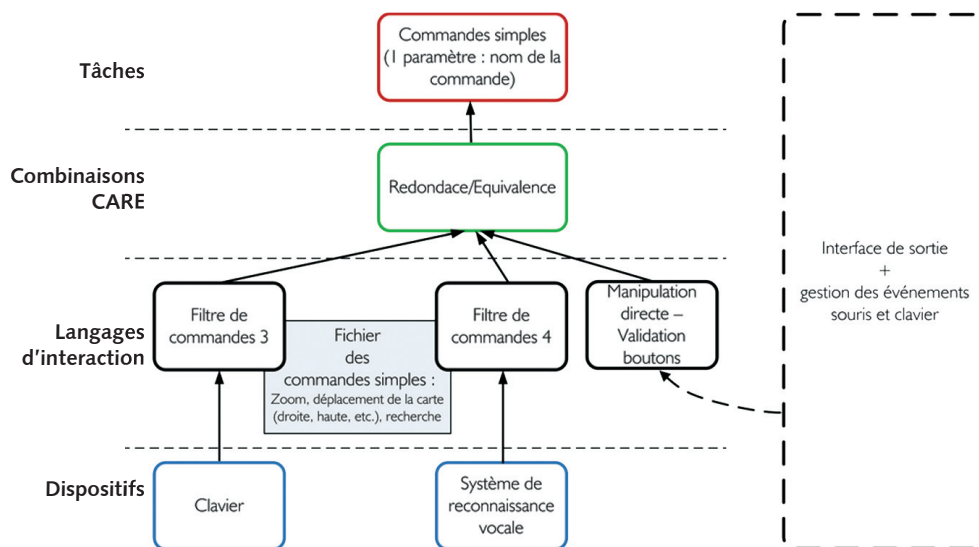 Tâches
Commandes simples
(1 paramètre : nom de la
commande)
Combinaisons
CARE
Redondace/Equivalence
Langages
d'interaction
Filtre de
commandes 3
Fichier
des
commandes simples :
Zoom, déplacement de la carte
(droite, haute, etc.), recherche
Filtre de
commandes 4
Manipulation
directe –
Validation
boutons
Dispositifs
Clavier
Système de
reconnaissance
vocale
Interface de sortie
+
gestion des événements
souris et clavier